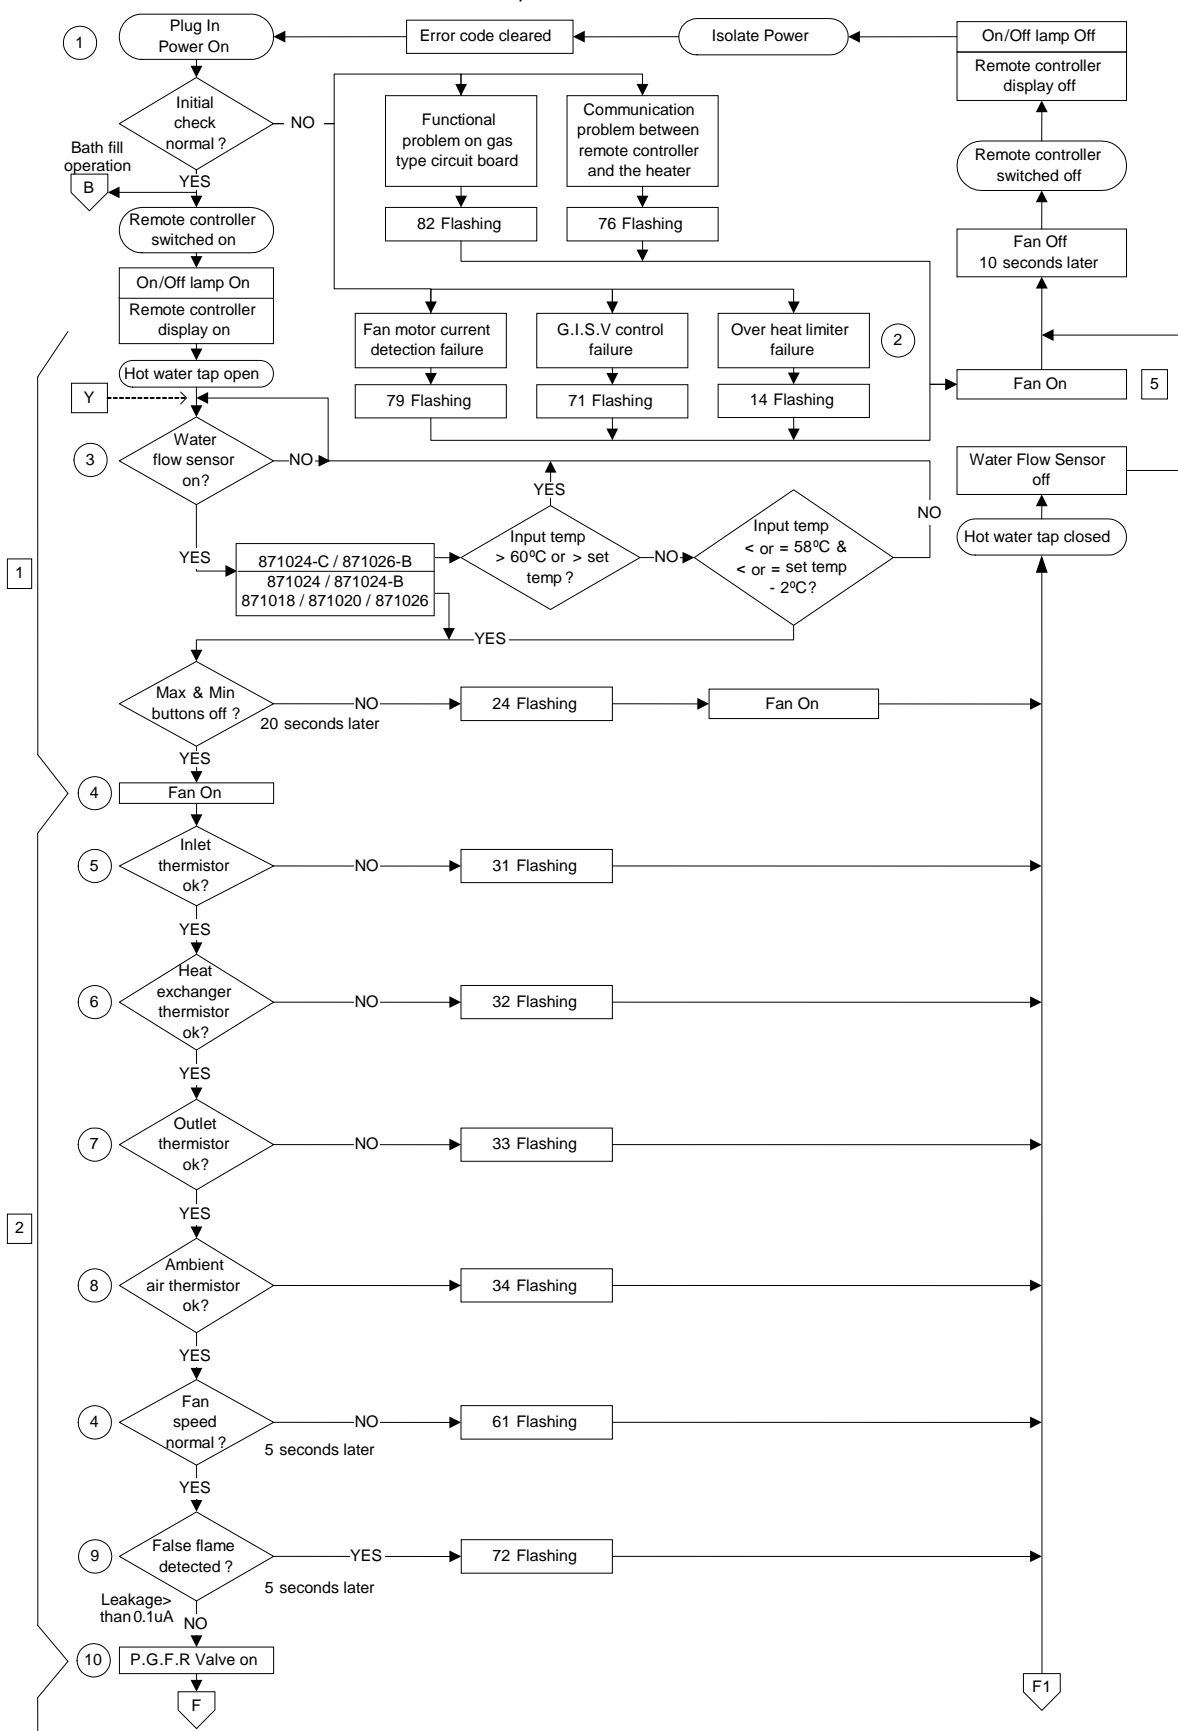 1
Plug In
Power On
Error code cleared
Isolate Power
On/Off lamp Off
Remote controller
display off
Initial
check
normal ?
NO
Functional
problem on gas
type circuit board
Communication
problem between
remote controller
and the heater
Bath fill
operation
B
YES
Remote controller
switched off
Remote controller
switched on
82 Flashing
76 Flashing
Fan Off
10 seconds later
On/Off lamp On
Remote controller
display on
Fan motor current
detection failure
G.I.S.V control
failure
Over heat limiter
failure
2
Hot water tap open
Y
79 Flashing
71 Flashing
14 Flashing
Fan On
5
3
Water
flow sensor
on?
NO
Water Flow Sensor
off
YES
NO
Hot water tap closed
1
YES
871024-C / 871026-B
871024 / 871024-B
871018 / 871020 / 871026
Input temp
> 60ºC or > set
temp ?
NO
Input temp
< or = 58ºC &
< or = set temp
- 2ºC?
YES
Max & Min
buttons off ?
NO
20 seconds later
24 Flashing
Fan On
YES
4
Fan On
5
Inlet
thermistor
ok?
NO
31 Flashing
YES
6
Heat
exchanger
thermistor
ok?
NO
32 Flashing
YES
7
Outlet
thermistor
ok?
NO
33 Flashing
YES
2
8
Ambient
air thermistor
ok?
34 Flashing
YES
4
Fan
speed
normal ?
NO
5 seconds later
61 Flashing
YES
9
False flame
detected ?
YES
5 seconds later
72 Flashing
Leakage>
than 0.1uA
NO
10
P.G.F.R Valve on
F
F1